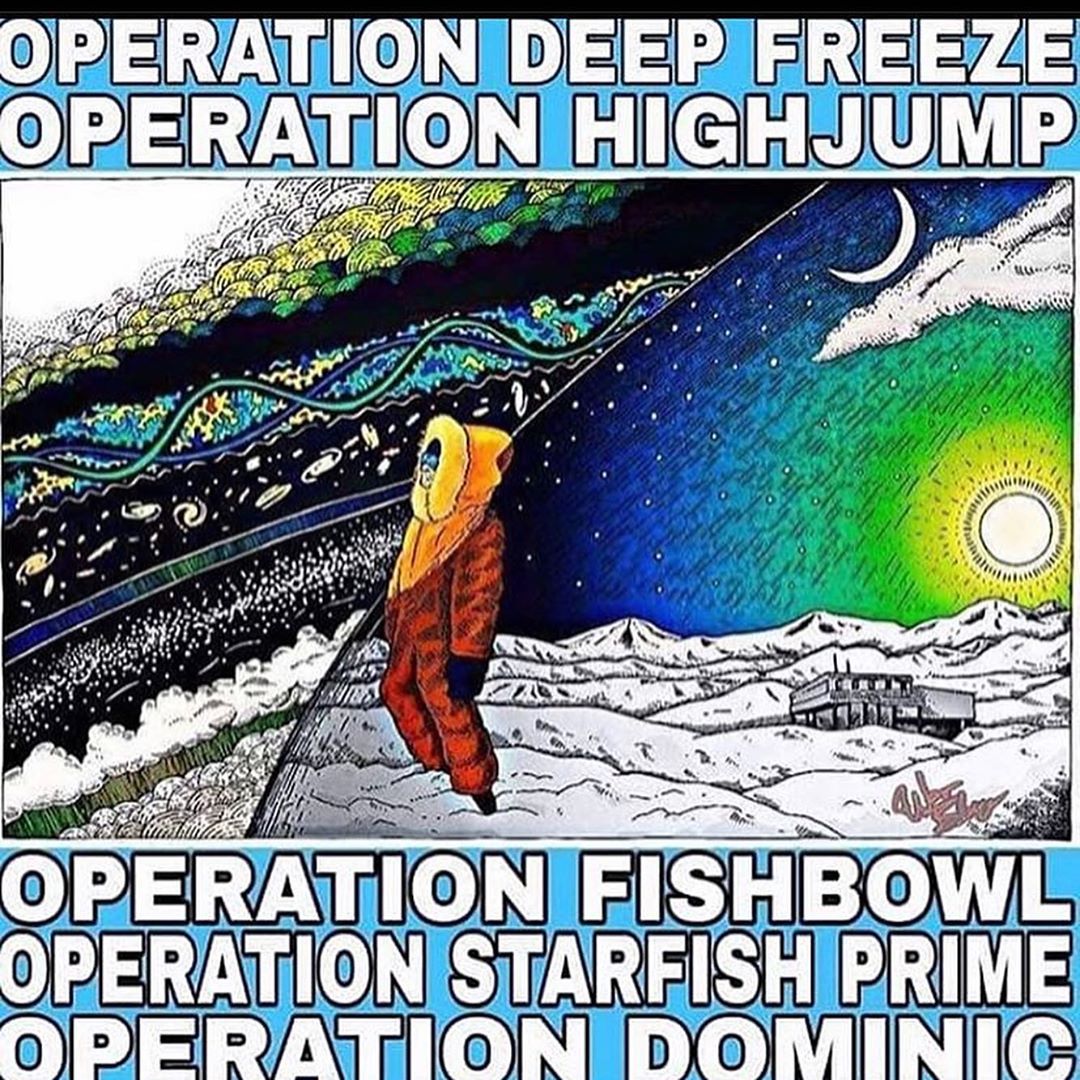 OPERATION DEEP FREEZE
OPERATION HIGHJUMP
OPERATION FISHBOWL
OPERATION STARFISH PRIME
OPERATION DOMINIC